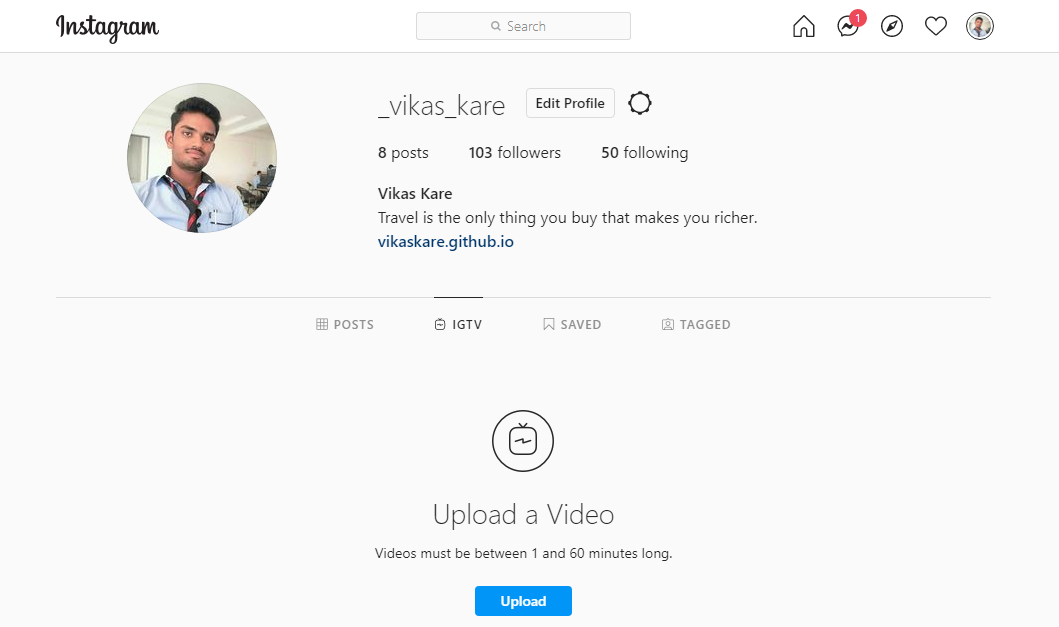 Instagram
Search
1
_vikas_kare
Edit Profile
8 posts 103 followers 50 following
Vikas Kare
Travel is the only thing you buy that makes you richer.
vikaskare.github.io
POSTS IGTV SAVED TAGGED
Upload a Video
Videos must be between 1 and 60 minutes long.
Upload